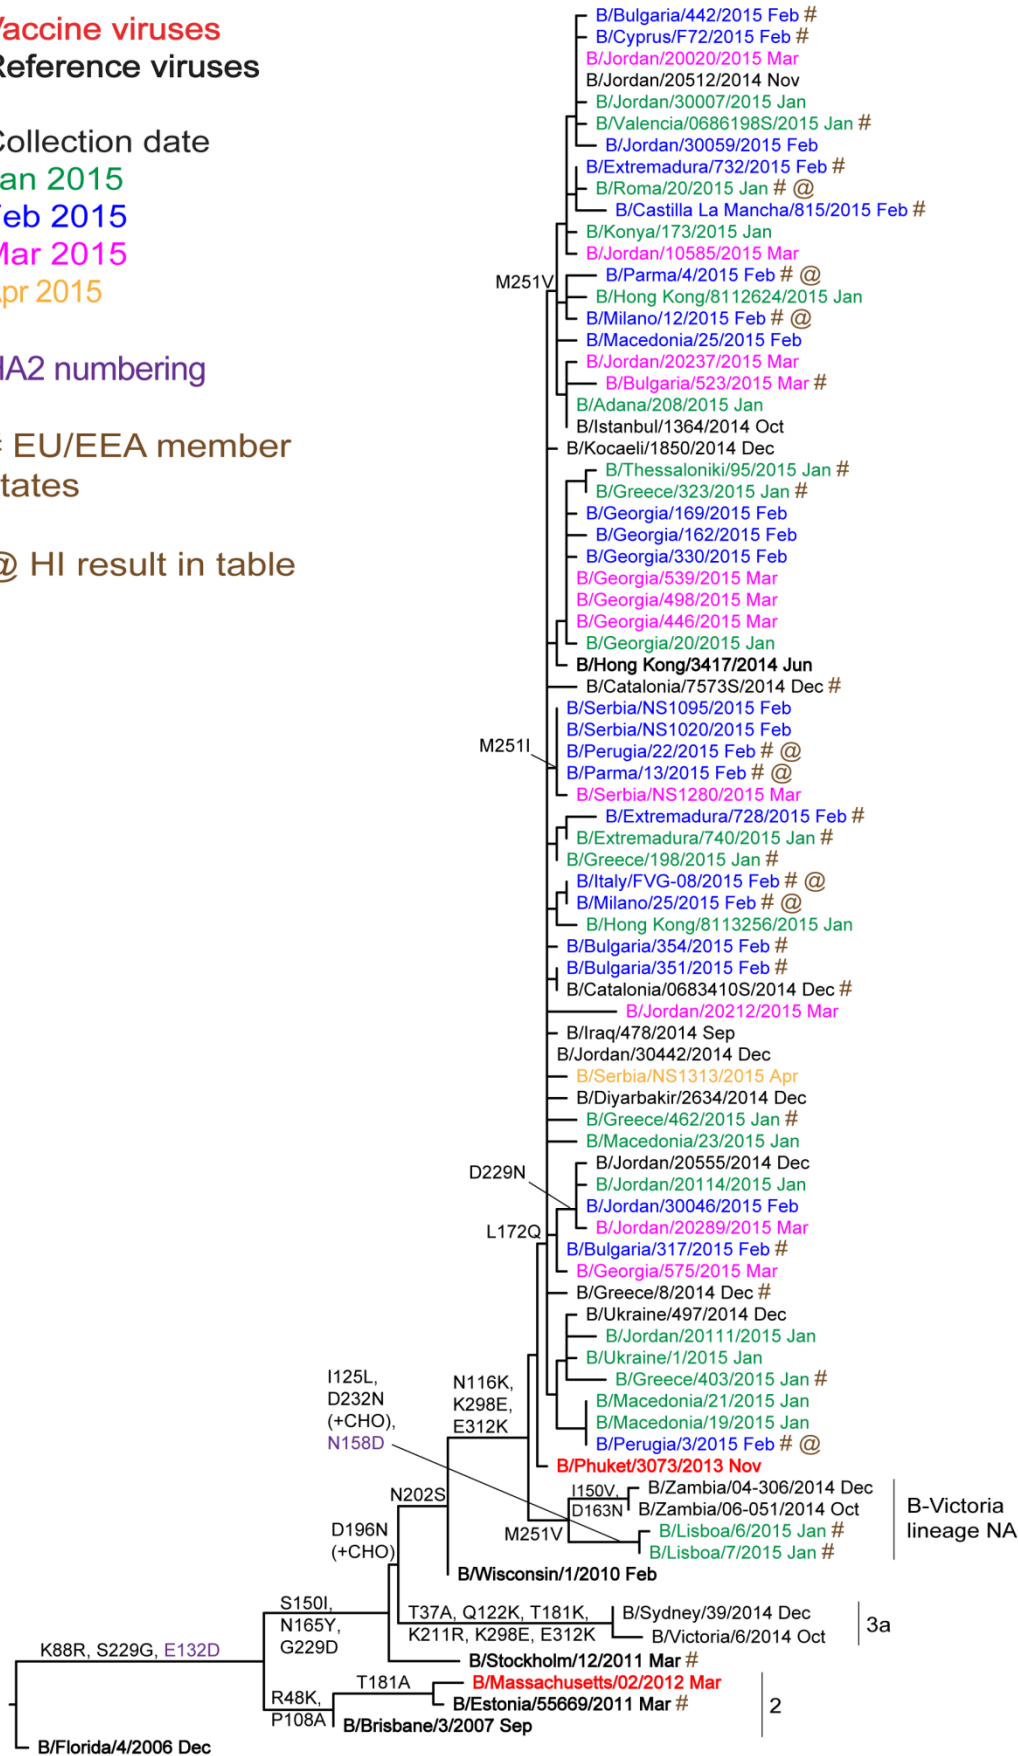 Vaccine viruses
Reference viruses
Collection date
Jan 2015
Feb 2015
Mar 2015
Apr 2015
HA2 numbering
# EU/EEA member
states
@ HI result in table
B/Bulgaria/442/2015 Feb #
B/Cyprus/F72/2015 Feb #
B/Jordan/20020/2015 Mar
B/Jordan/20512/2014 Nov
B/Jordan/30007/2015 Jan
B/Valencia/0686198S/2015 Jan #
B/Jordan/30059/2015 Feb
B/Extremadura/732/2015 Feb #
B/Roma/20/2015 Jan # @
B/Castilla La Mancha/815/2015 Feb #
B/Konya/173/2015 Jan
B/Jordan/10585/2015 Mar
M251V
B/Parma/4/2015 Feb # @
B/Hong Kong/8112624/2015 Jan
B/Milano/12/2015 Feb # @
B/Macedonia/25/2015 Feb
B/Jordan/20237/2015 Mar
B/Bulgaria/523/2015 Mar #
B/Adana/208/2015 Jan
B/Istanbul/1364/2014 Oct
B/Kocaeli/1850/2014 Dec
B/Thessaloniki/95/2015 Jan #
B/Greece/323/2015 Jan #
B/Georgia/169/2015 Feb
B/Georgia/162/2015 Feb
B/Georgia/330/2015 Feb
B/Georgia/539/2015 Mar
B/Georgia/498/2015 Mar
B/Georgia/446/2015 Mar
B/Georgia/20/2015 Jan
B/Hong Kong/3417/2014 Jun
B/Catalonia/7573S/2014 Dec #
B/Serbia/NS1095/2015 Feb
B/Serbia/NS1020/2015 Feb
M251I
B/Perugia/22/2015 Feb # @
B/Parma/13/2015 Feb # @
B/Serbia/NS1280/2015 Mar
B/Extremadura/728/2015 Feb #
B/Extremadura/740/2015 Jan #
B/Greece/198/2015 Jan #
B/Italy/FVG-08/2015 Feb # @
B/Milano/25/2015 Feb # @
B/Hong Kong/8113256/2015 Jan
B/Bulgaria/354/2015 Feb #
B/Bulgaria/351/2015 Feb #
B/Catalonia/0683410S/2014 Dec #
B/Jordan/20212/2015 Mar
B/Iraq/478/2014 Sep
B/Jordan/30442/2014 Dec
B/Serbia/NS1313/2015 Apr
B/Diyarbakir/2634/2014 Dec
B/Greece/462/2015 Jan #
B/Macedonia/23/2015 Jan
B/Jordan/20555/2014 Dec
D229N
B/Jordan/20114/2015 Jan
B/Jordan/30046/2015 Feb
B/Jordan/20289/2015 Mar
L172Q
B/Bulgaria/317/2015 Feb #
B/Georgia/575/2015 Mar
B/Greece/8/2014 Dec #
B/Ukraine/497/2014 Dec
B/Jordan/20111/2015 Jan
B/Ukraine/1/2015 Jan
B/Greece/403/2015 Jan #
B/Macedonia/21/2015 Jan
B/Macedonia/19/2015 Jan
B/Perugia/3/2015 Feb # @
I125L,
D232N
(+CHO),
N158D
N116K,
K298E,
E312K
B/Phuket/3073/2013 Nov
N202S
I150V,
D163N
B/Zambia/04-306/2014 Dec
B/Zambia/06-051/2014 Oct
M251V
B/Lisboa/6/2015 Jan #
B/Lisboa/7/2015 Jan #
B-Victoria
lineage NA
D196N
(+CHO)
B/Wisconsin/1/2010 Feb
S150I,
N165Y,
G229D
T37A, Q122K, T181K,
K211R, K298E, E312K
B/Sydney/39/2014 Dec
B/Victoria/6/2014 Oct
3a
K88R, S229G, E132D
B/Stockholm/12/2011 Mar #
R48K,
P108A
T181A
B/Massachusetts/02/2012 Mar
B/Estonia/55669/2011 Mar #
B/Brisbane/3/2007 Sep
2
B/Florida/4/2006 Dec